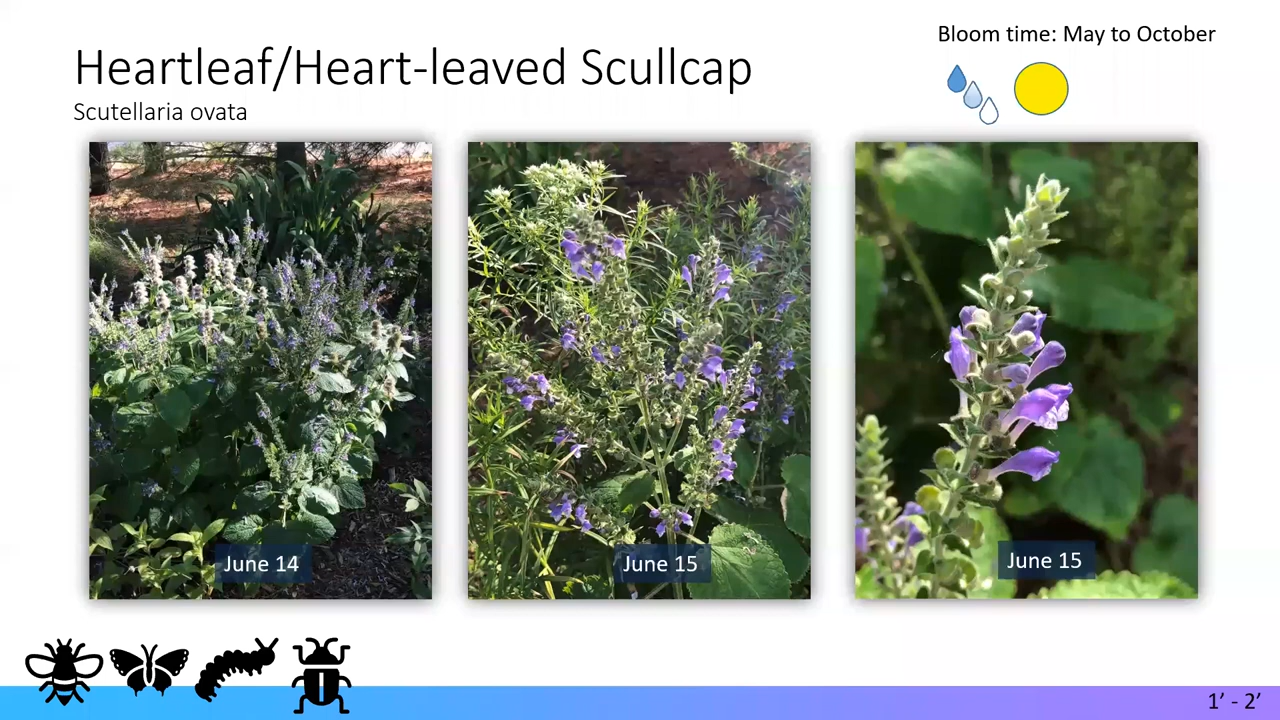 Bloom time: May to October
Heartleaf/Heart-leaved Scullcap
Scutellaria ovata
June 14
June 15
June 15
1’ - 2’